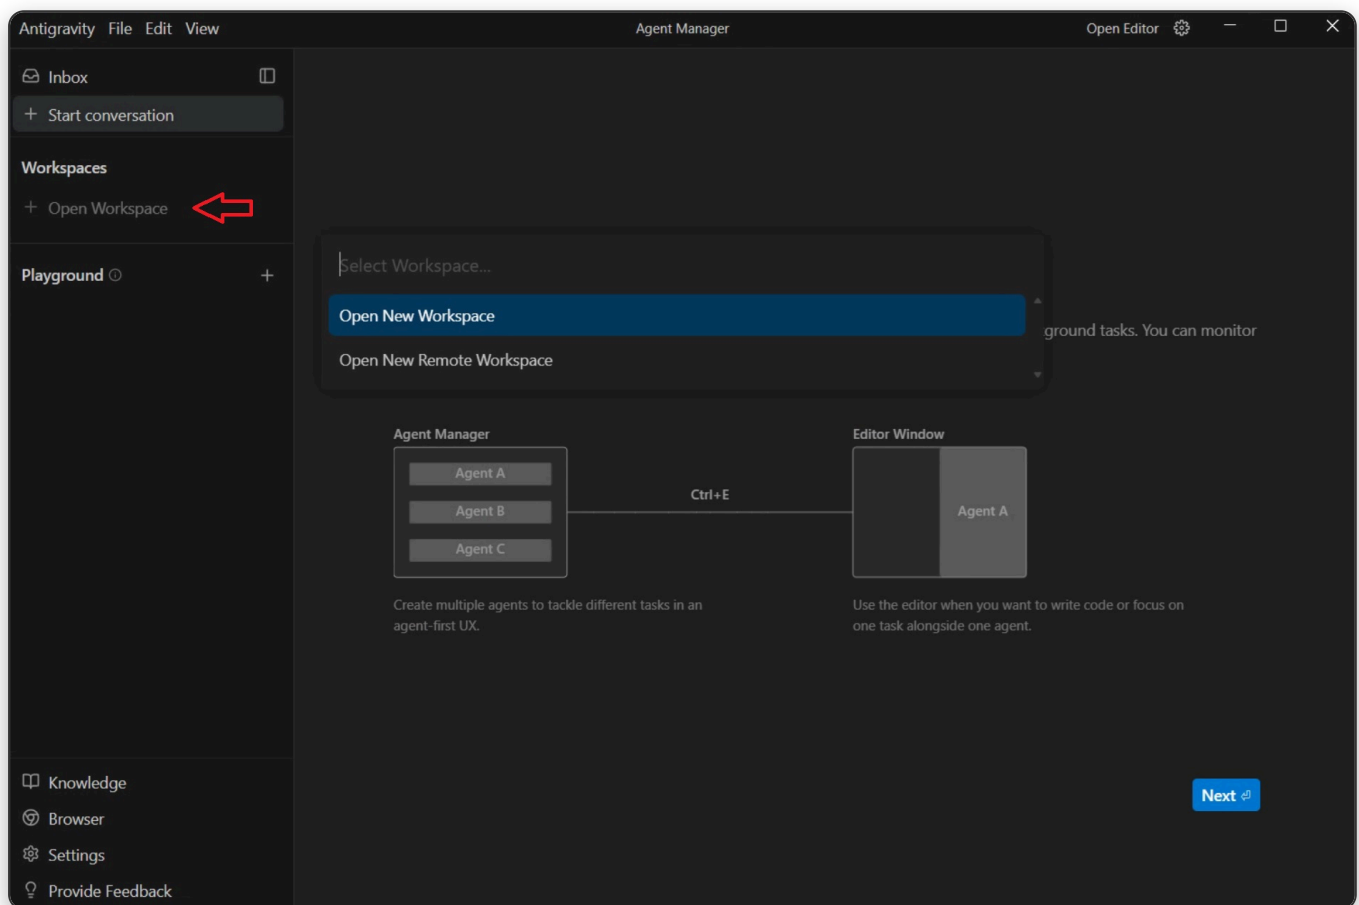 Antigravity File Edit View
Agent Manager
Open Editor
Inbox
Start conversation
Workspaces
Open Workspace
Playground
Select Workspace...
Open New Workspace
Open New Remote Workspace
ground tasks. You can monitor
Agent Manager
Agent A
Agent B
Agent C
Ctrl+E
Editor Window
Agent A
Create multiple agents to tackle different tasks in an
agent-first UX.
Use the editor when you want to write code or focus on
one task alongside one agent.
Next
Knowledge
Browser
Settings
Provide Feedback